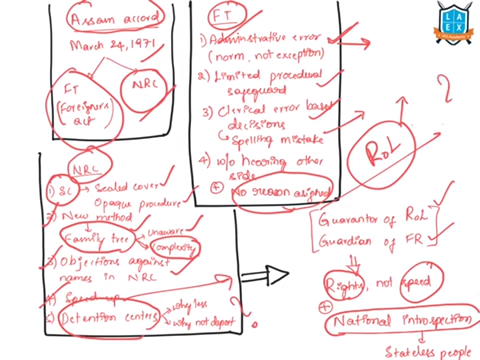 Assam accord
March 24, 1971
FT
(Foreigners act)
NRC
FT
1) Administrative error
(norm, not exception)
2) Limited procedural
safeguard
3) Clerical error based
decisions
↳ Spelling mistake
4) w/o hearing other
side
+ No reason assigned
NRC
1) SC → Sealed cover
Opaque procedure
2) New method
Family tree → Unaware
→ Complexity
3) Objections against
names in NRC
4) Speed up
5) Detention centres → Why less
→ Why not deport
?
RoL
?
Guarantor of RoL
Guardian of FR
Rights, not speed
+
National introspection
↳ Stateless people
LAEX